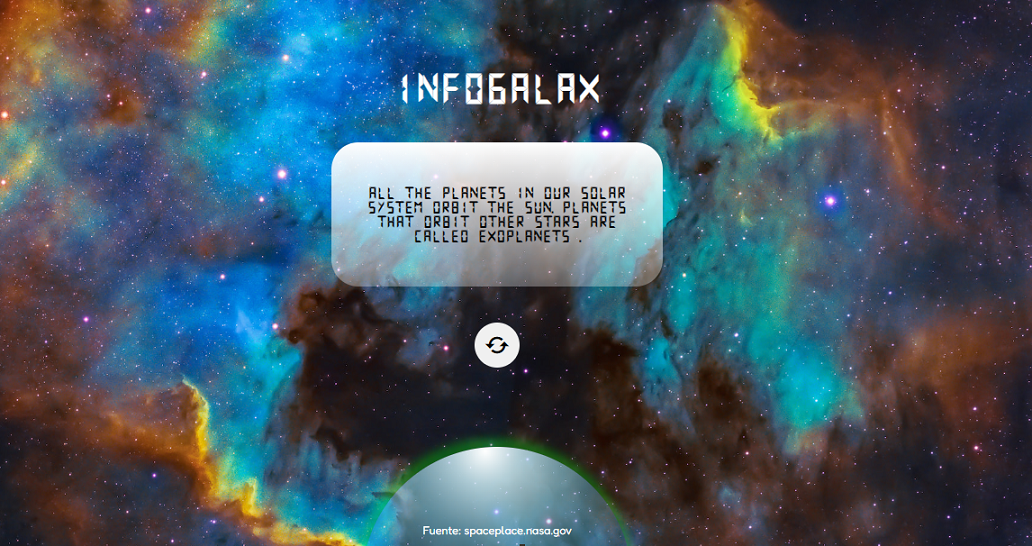 INFOGALAX
ALL THE PLANETS IN OUR SOLAR
SYSTEM ORBIT THE SUN. PLANETS
THAT ORBIT OTHER STARS ARE
CALLED EXOPLANETS .
Fuente: spaceplace.nasa.gov